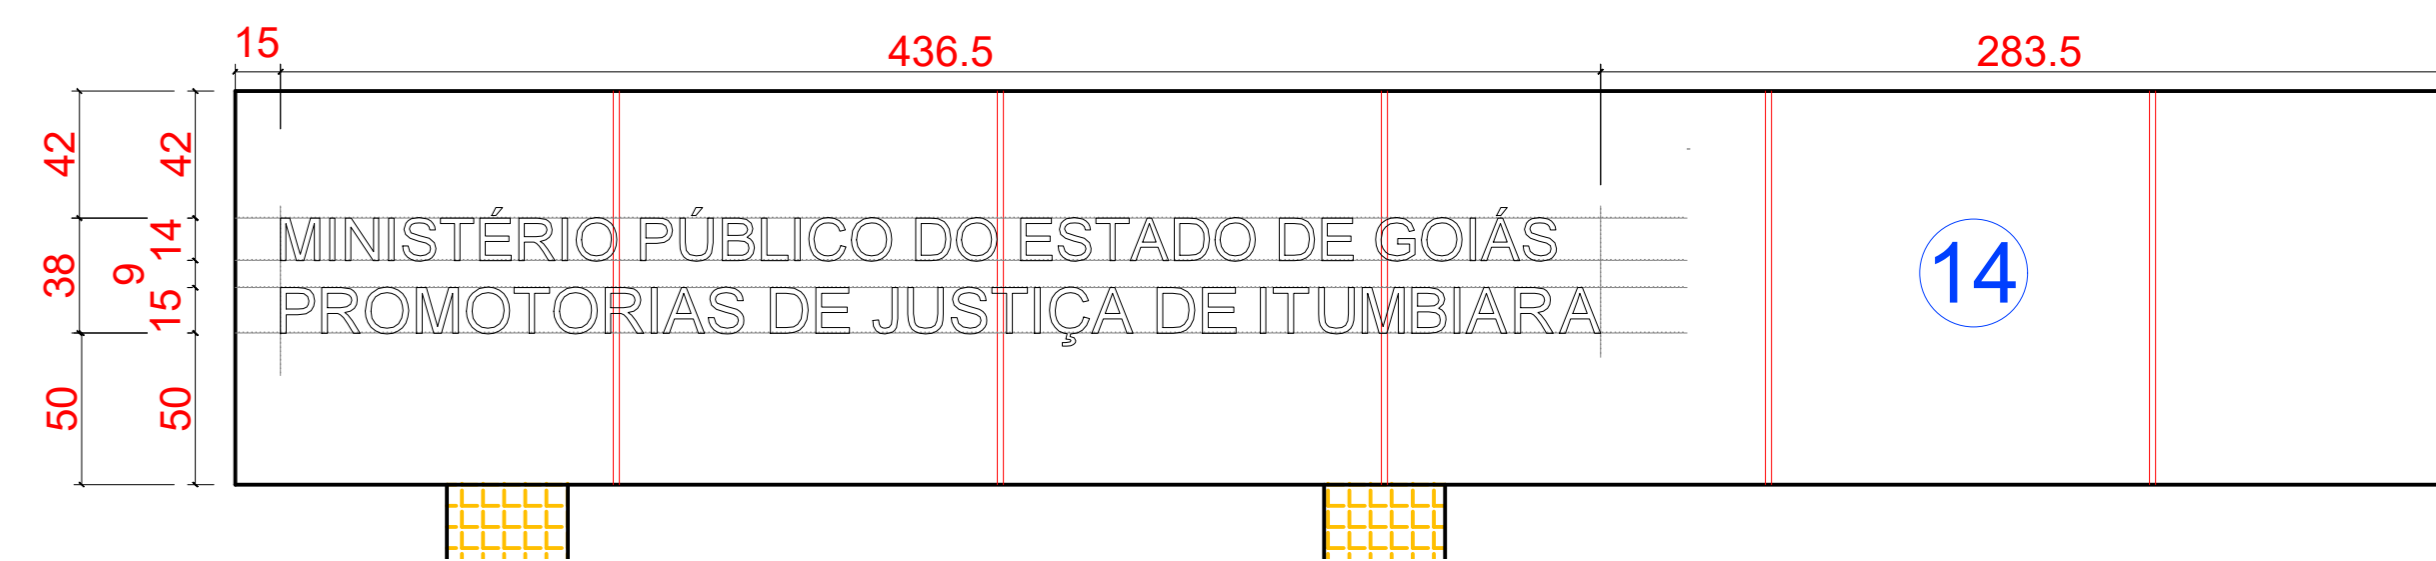 15 436.5 283.5
42 42
MINISTÉRIO PÚBLICO DO ESTADO DE GOIÁS
14
38 9 14
PROMOTORIAS DE JUSTIÇA DE ITUMBIARA
15
50 50